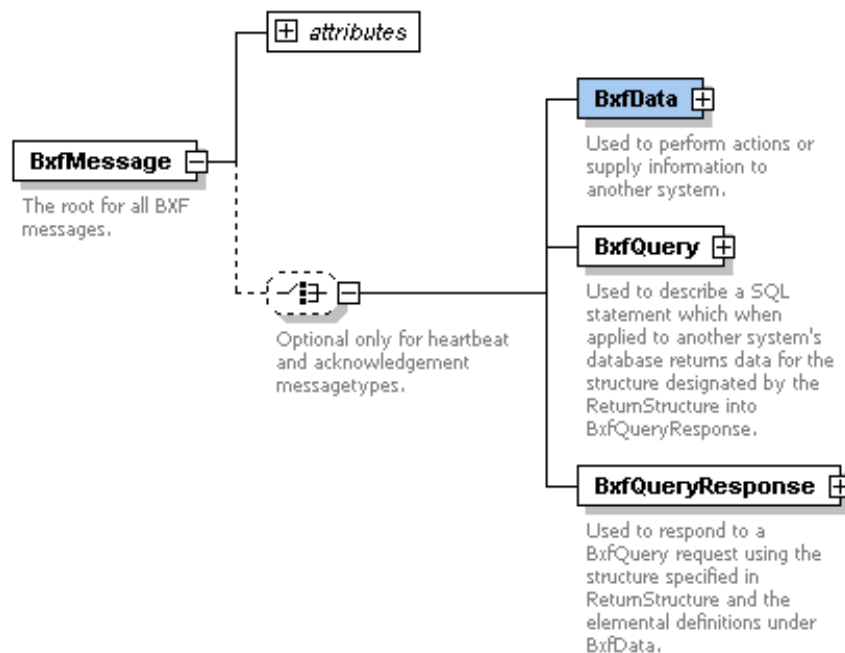 attributes
BxfMessage
The root for all BXF
messages.
Optional only for heartbeat
and acknowledgement
messagetypes.
BxfData
Used to perform actions or
supply information to
another system.
BxfQuery
Used to describe a SQL
statement which when
applied to another system's
database returns data for the
structure designated by the
ReturnStructure into
BxfQueryResponse.
BxfQueryResponse
Used to respond to a
BxfQuery request using the
structure specified in
ReturnStructure and the
elemental definitions under
BxfData.